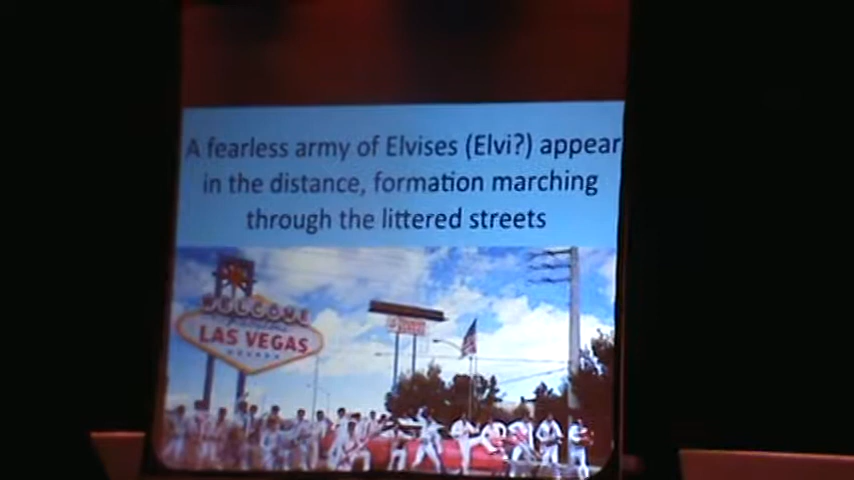 A fearless army of Elvises (Elvi?) appear
in the distance, formation marching
through the littered streets
WELCOME
LAS VEGAS